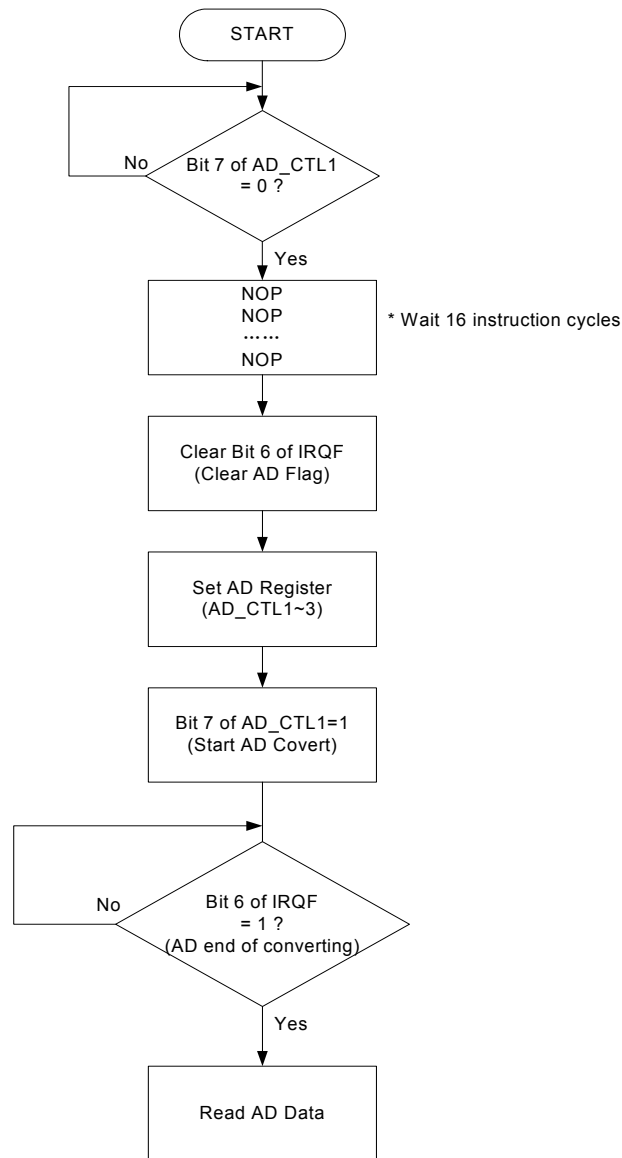 START
No
Bit 7 of AD_CTL1
= 0 ?
Yes
NOP
NOP
......
NOP
* Wait 16 instruction cycles
Clear Bit 6 of IRQF
(Clear AD Flag)
Set AD Register
(AD_CTL1~3)
Bit 7 of AD_CTL1=1
(Start AD Covert)
No
Bit 6 of IRQF
= 1 ?
(AD end of converting)
Yes
Read AD Data